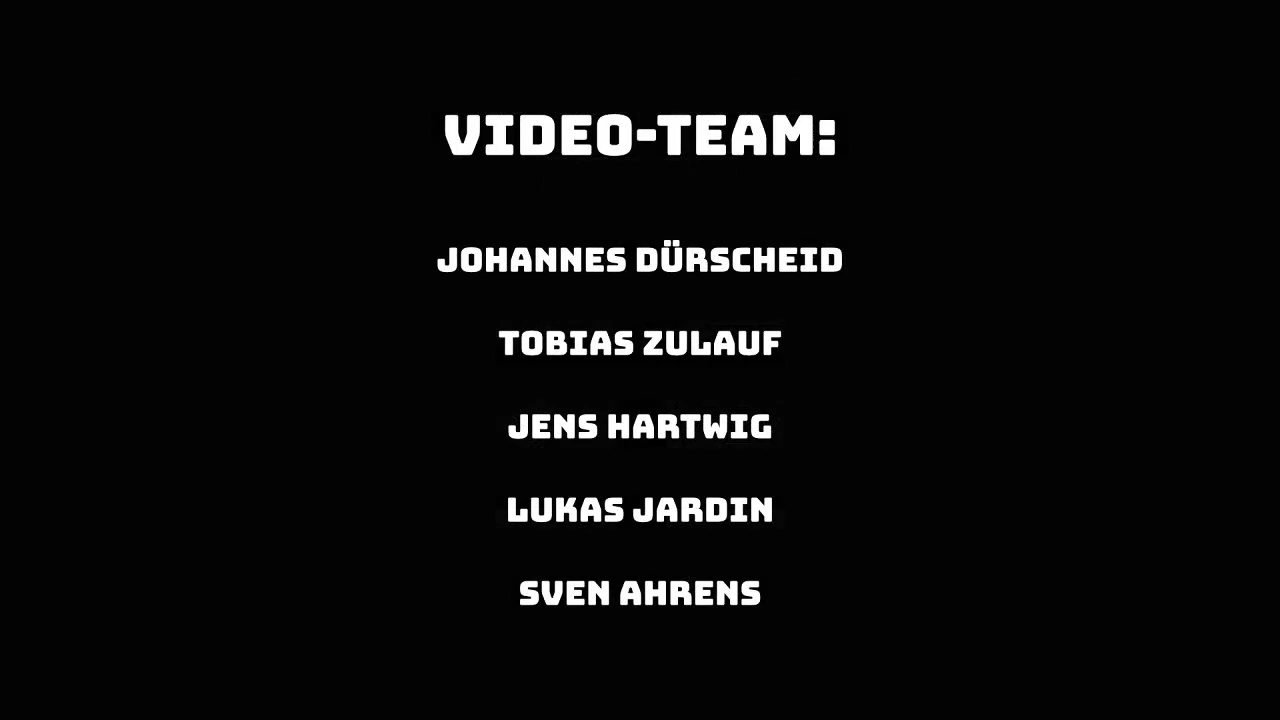 VIDEO-TEAM:
JOHANNES DÜRSCHEID
TOBIAS ZULAUF
JENS HARTWIG
LUKAS JARDIN
SVEN AHRENS